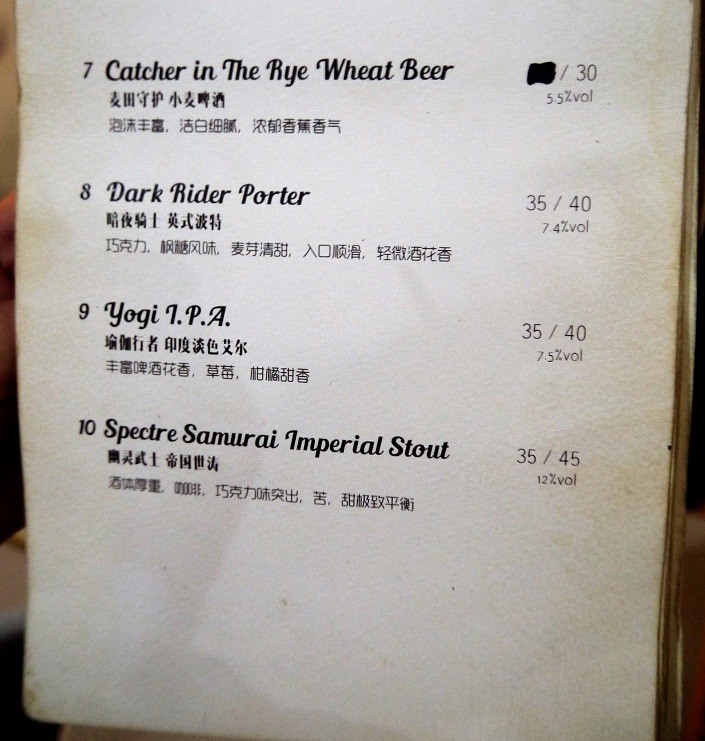 7 Catcher in The Rye Wheat Beer / 30
麦田守护 小麦啤酒 5.5%vol
泡沫丰富, 洁白细腻, 浓郁香蕉香气
8 Dark Rider Porter 35 / 40
暗夜骑士 英式波特 7.4%vol
巧克力, 枫糖风味, 麦芽清甜, 入口顺滑, 轻微酒花香
9 Yogi I.P.A. 35 / 40
瑜伽行者 印度淡色艾尔 7.5%vol
丰富啤酒花香, 草莓, 柑橘甜香
10 Spectre Samurai Imperial Stout 35 / 45
幽灵武士 帝国世涛 12%vol
酒体厚重, 咖啡, 巧克力味突出, 苦, 甜极致平衡